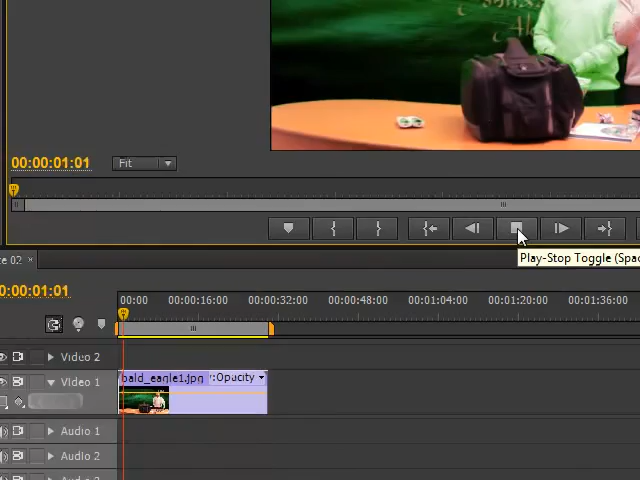 00:00:01:01
Fit
Play-Stop Toggle (Spac
te 02 ×
0:00:01:01
00:00 00:00:16:00 00:00:32:00 00:00:48:00 00:01:04:00 00:01:20:00 00:01:36:00
Video 2
Video 1
bald_eagle1.jpg :Opacity
Audio 1
Audio 2